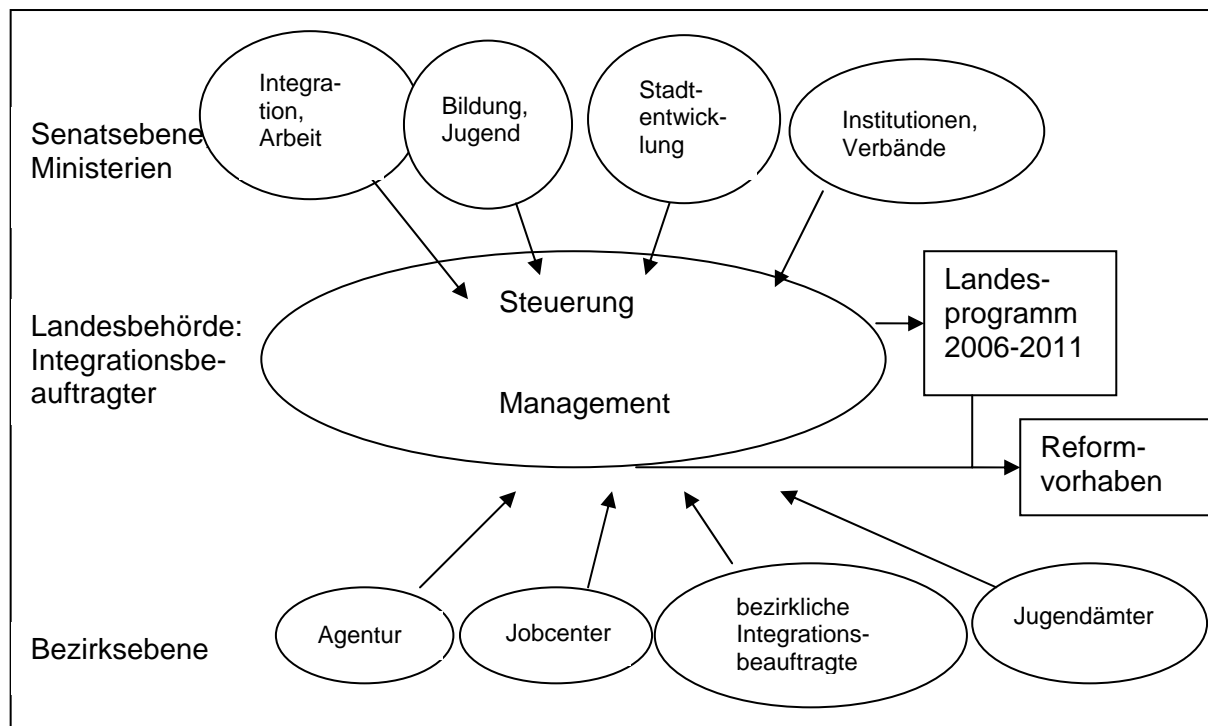 Senatsebene
Ministerien
Integra-
tion,
Arbeit
Bildung,
Jugend
Stadt-
entwick-
lung
Institutionen,
Verbände
Landesbehörde:
Integrationsbe-
auftragter
Steuerung
Management
Landes-
programm
2006-2011
Reform-
vorhaben
Bezirksebene
Agentur
Jobcenter
bezirkliche
Integrations-
beauftragte
Jugendämter